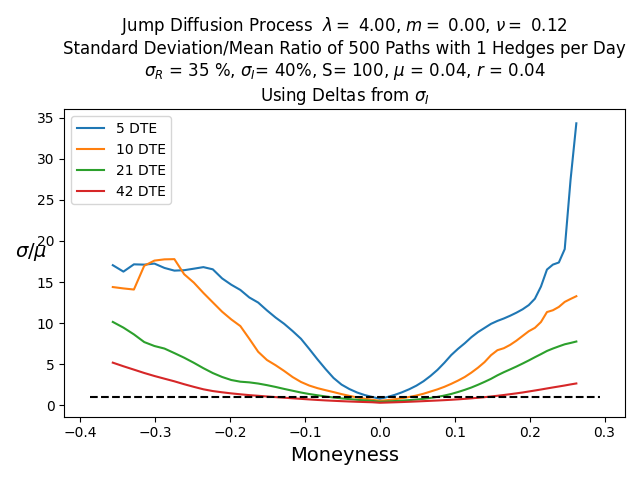 Jump Diffusion Process λ = 4.00, m = 0.00, ν = 0.12
Standard Deviation/Mean Ratio of 500 Paths with 1 Hedges per Day
σ_R = 35 %, σ_I= 40%, S= 100, μ = 0.04, r = 0.04
Using Deltas from σ_I
5 DTE
10 DTE
21 DTE
42 DTE
35
30
25
20
15
10
5
0
σ/μ
−0.4 −0.3 −0.2 −0.1 0.0 0.1 0.2 0.3
Moneyness